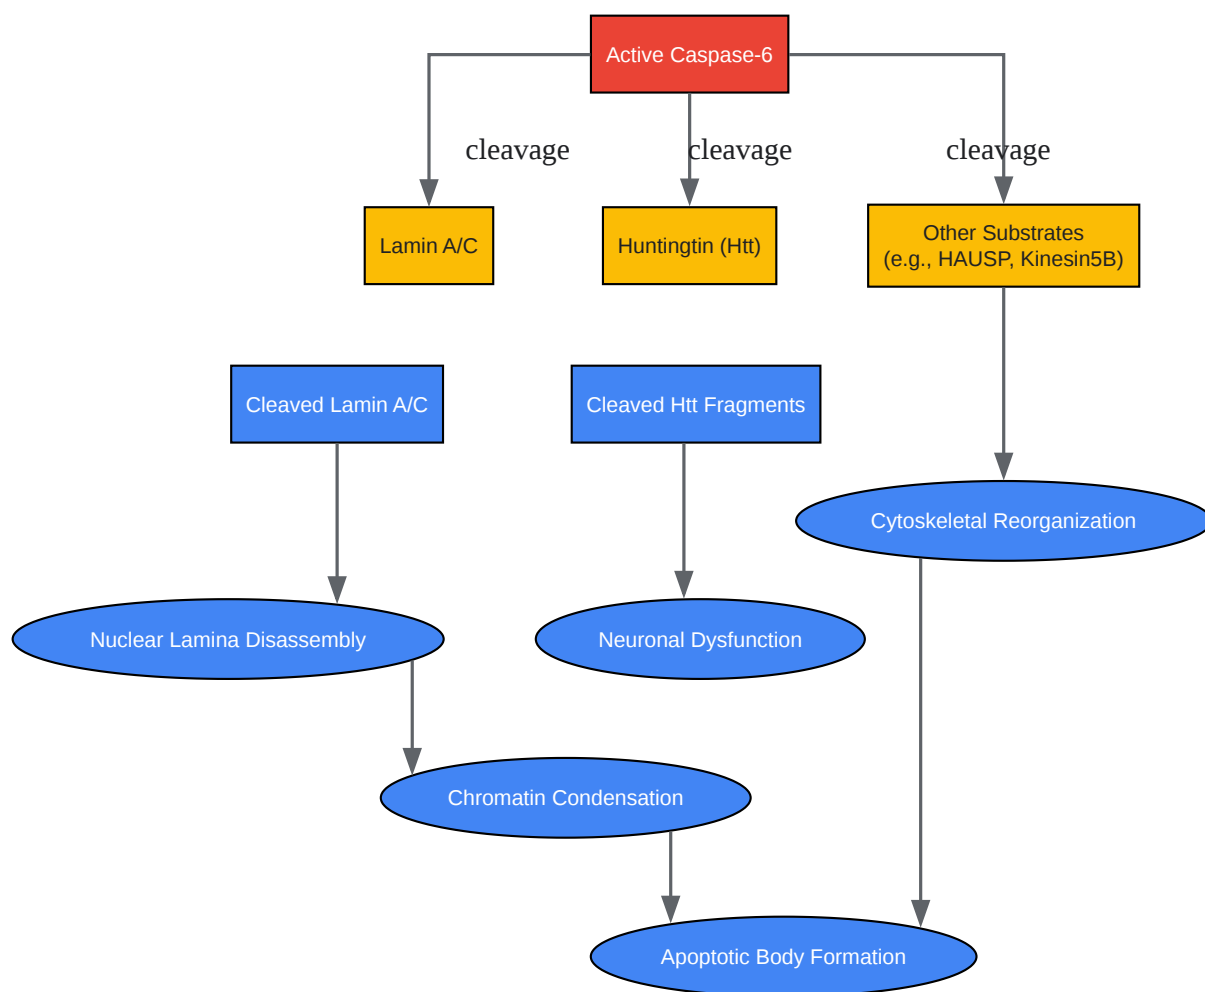 Active Caspase-6
cleavage
cleavage
cleavage
Lamin A/C
Huntingtin (Htt)
Other Substrates
(e.g., HAUSP, Kinesin5B)
Cleaved Lamin A/C
Cleaved Htt Fragments
Cytoskeletal Reorganization
Nuclear Lamina Disassembly
Neuronal Dysfunction
Chromatin Condensation
Apoptotic Body Formation